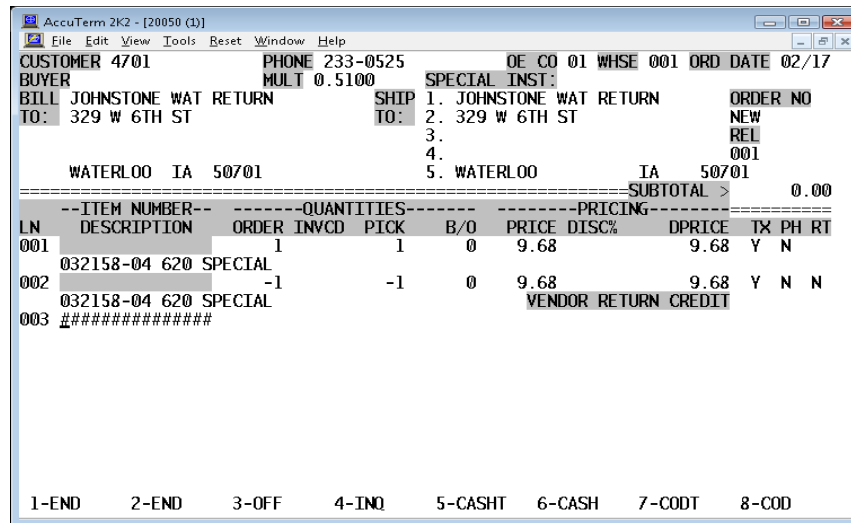 AccuTerm 2K2 - [20050 (1)]
File Edit View Tools Reset Window Help
CUSTOMER 4701 PHONE 233-0525 OE CO 01 WHSE 001 ORD DATE 02/17
BUYER MULT 0.5100 SPECIAL INST:
BILL JOHNSTONE WAT RETURN SHIP 1. JOHNSTONE WAT RETURN ORDER NO
TO: 329 W 6TH ST TO: 2. 329 W 6TH ST NEW
3. REL
4. 001
WATERLOO IA 50701 5. WATERLOO IA 50701
=============================================================SUBTOTAL > 0.00
--ITEM NUMBER-- -------QUANTITIES------- --------PRICING--------==========
LN DESCRIPTION ORDER INVCD PICK B/O PRICE DISC% DPRICE TX PH RT
001 1 1 0 9.68 9.68 Y N
032158-04 620 SPECIAL
002 -1 -1 0 9.68 9.68 Y N N
032158-04 620 SPECIAL VENDOR RETURN CREDIT
003 ###############
1-END 2-END 3-OFF 4-INQ 5-CASHT 6-CASH 7-CODT 8-COD